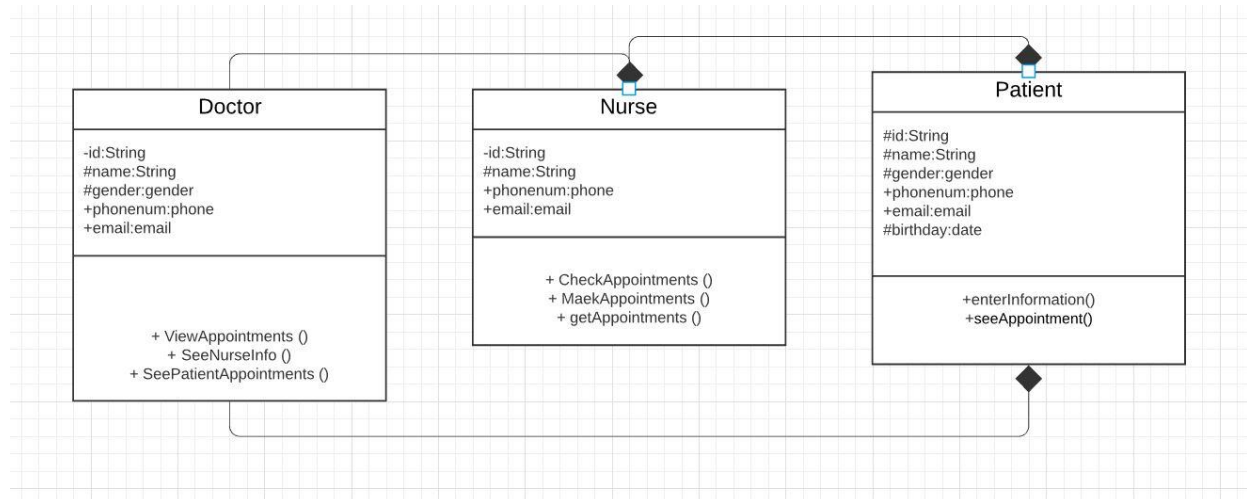 Doctor
-id:String
#name:String
#gender:gender
+phonenum:phone
+email:email
+ ViewAppointments ()
+ SeeNurseInfo ()
+ SeePatientAppointments ()
Nurse
-id:String
#name:String
+phonenum:phone
+email:email
+ CheckAppointments ()
+ MaekAppointments ()
+ getAppointments ()
Patient
#id:String
#name:String
#gender:gender
+phonenum:phone
+email:email
#birthday:date
+enterInformation()
+seeAppointment()